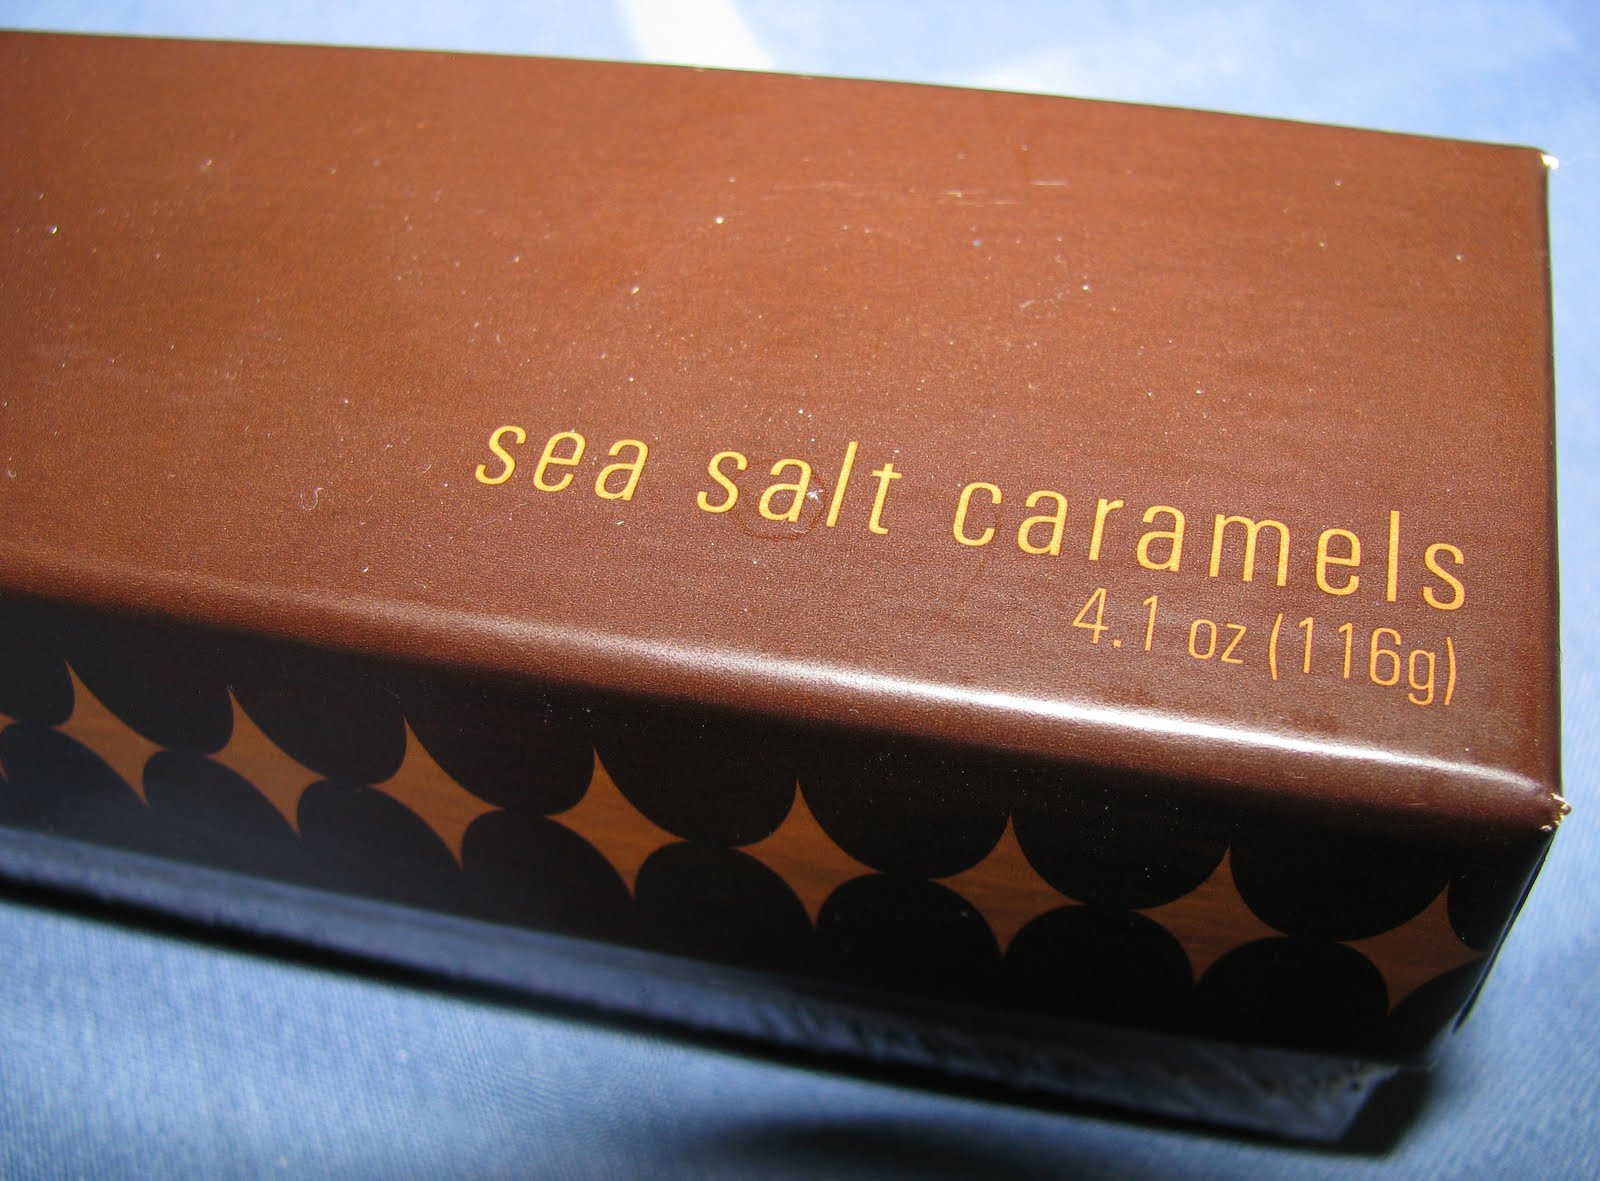 sea salt caramels
4.1 oz (116g)